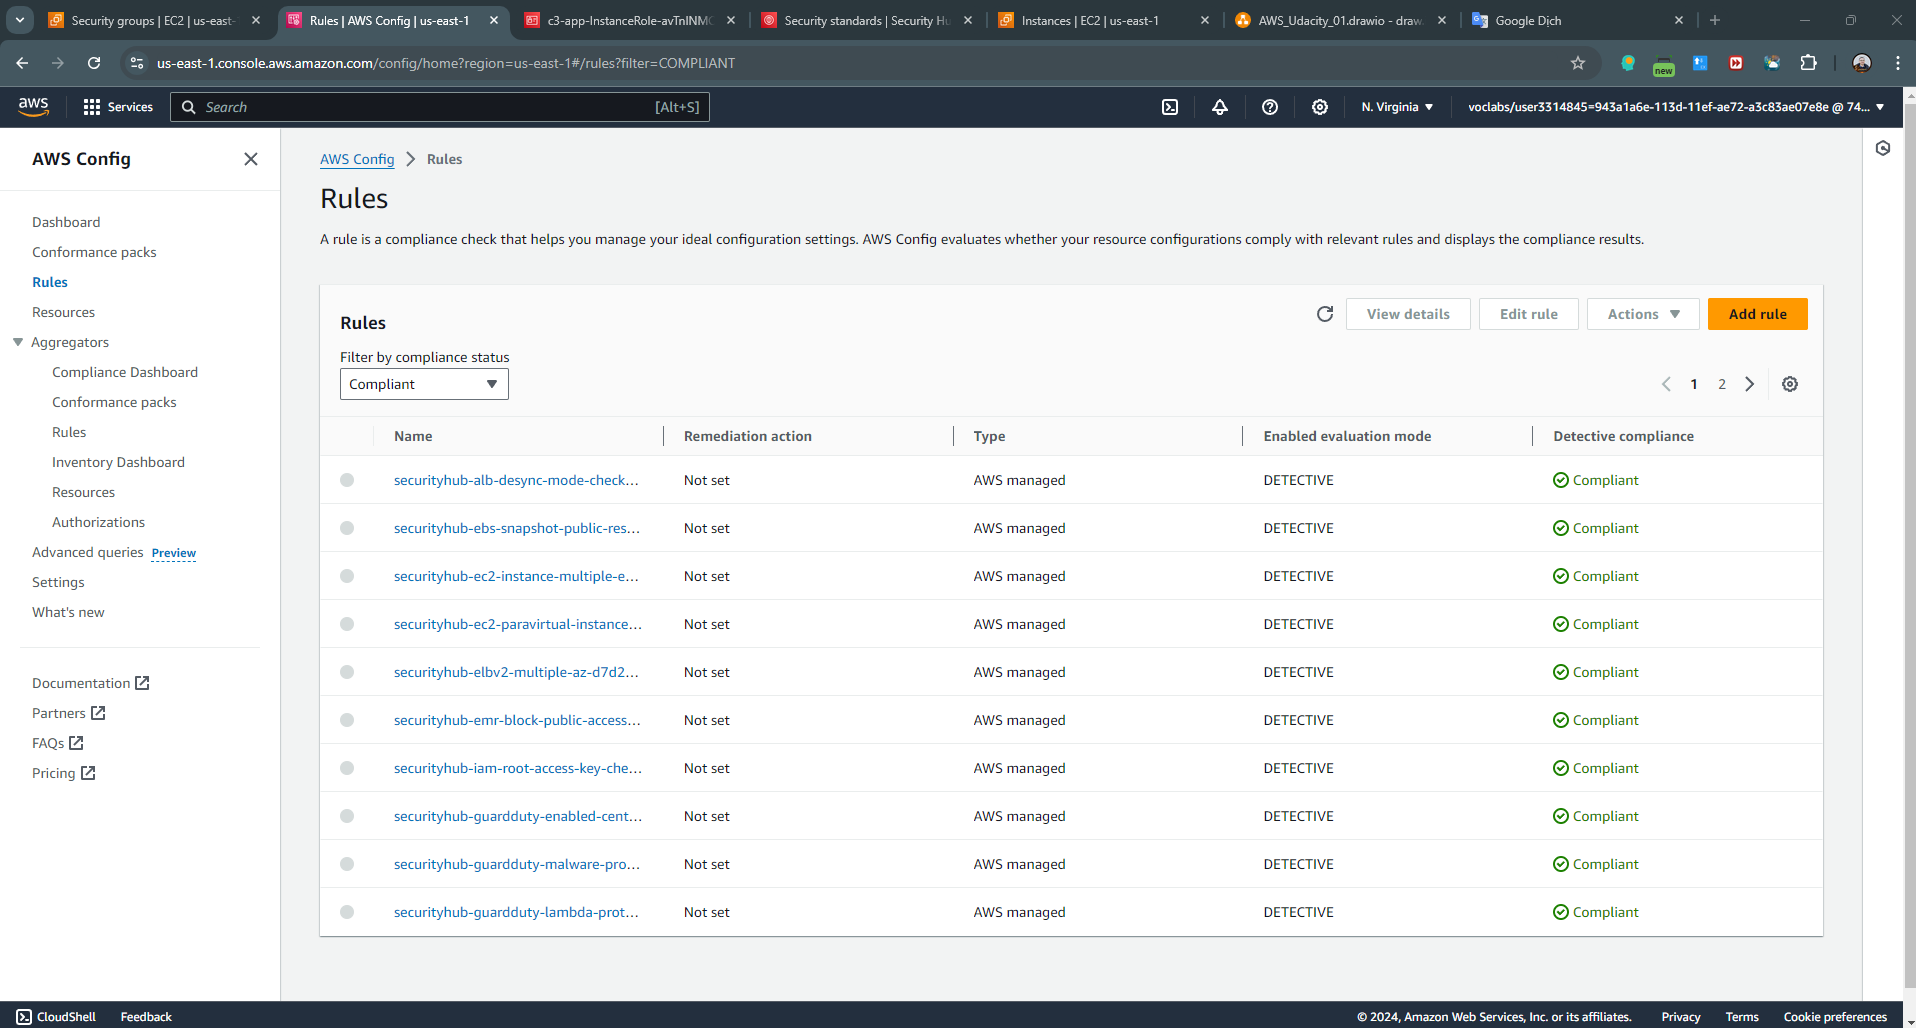 Security groups | EC2 | us-east-
Rules | AWS Config | us-east-1
c3-app-InstanceRole-avTnINMC
Security standards | Security Hu
Instances | EC2 | us-east-1
AWS_Udacity_01.drawio - draw.
Google Dịch
us-east-1.console.aws.amazon.com/config/home?region=us-east-1#/rules?filter=COMPLIANT
new
aws
Services
Search
[Alt+S]
N. Virginia
voclabs/user3314845=943a1a6e-113d-11ef-ae72-a3c83ae07e8e @ 74...
AWS Config
Dashboard
Conformance packs
Rules
Resources
Aggregators
Compliance Dashboard
Conformance packs
Rules
Inventory Dashboard
Resources
Authorizations
Advanced queries Preview
Settings
What's new
Documentation
Partners
FAQs
Pricing
AWS Config > Rules
Rules
A rule is a compliance check that helps you manage your ideal configuration settings. AWS Config evaluates whether your resource configurations comply with relevant rules and displays the compliance results.
Rules
View details
Edit rule
Actions
Add rule
Filter by compliance status
Compliant
1 2
Name Remediation action Type Enabled evaluation mode Detective compliance
securityhub-alb-desync-mode-check... Not set AWS managed DETECTIVE Compliant
securityhub-ebs-snapshot-public-res... Not set AWS managed DETECTIVE Compliant
securityhub-ec2-instance-multiple-e... Not set AWS managed DETECTIVE Compliant
securityhub-ec2-paravirtual-instance... Not set AWS managed DETECTIVE Compliant
securityhub-elbv2-multiple-az-d7d2... Not set AWS managed DETECTIVE Compliant
securityhub-emr-block-public-access... Not set AWS managed DETECTIVE Compliant
securityhub-iam-root-access-key-che... Not set AWS managed DETECTIVE Compliant
securityhub-guardduty-enabled-cent... Not set AWS managed DETECTIVE Compliant
securityhub-guardduty-malware-pro... Not set AWS managed DETECTIVE Compliant
securityhub-guardduty-lambda-prot... Not set AWS managed DETECTIVE Compliant
CloudShell Feedback © 2024, Amazon Web Services, Inc. or its affiliates. Privacy Terms Cookie preferences